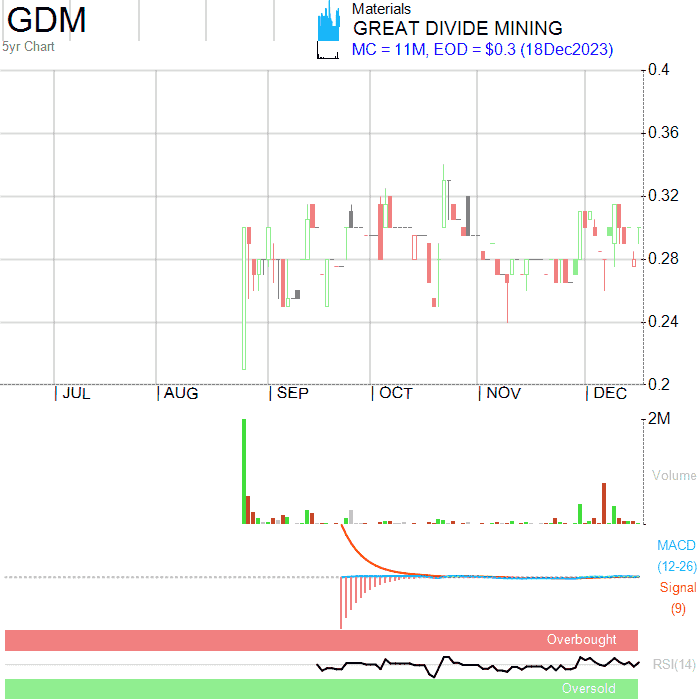 GDM
5yr Chart
Materials
GREAT DIVIDE MINING
MC = 11M, EOD = $0.3 (18Dec2023)
0.4
0.36
0.32
0.28
0.24
0.2
JUL AUG SEP OCT NOV DEC
2M
Volume
MACD
(12-26)
Signal
(9)
Overbought
RSI(14)
Oversold